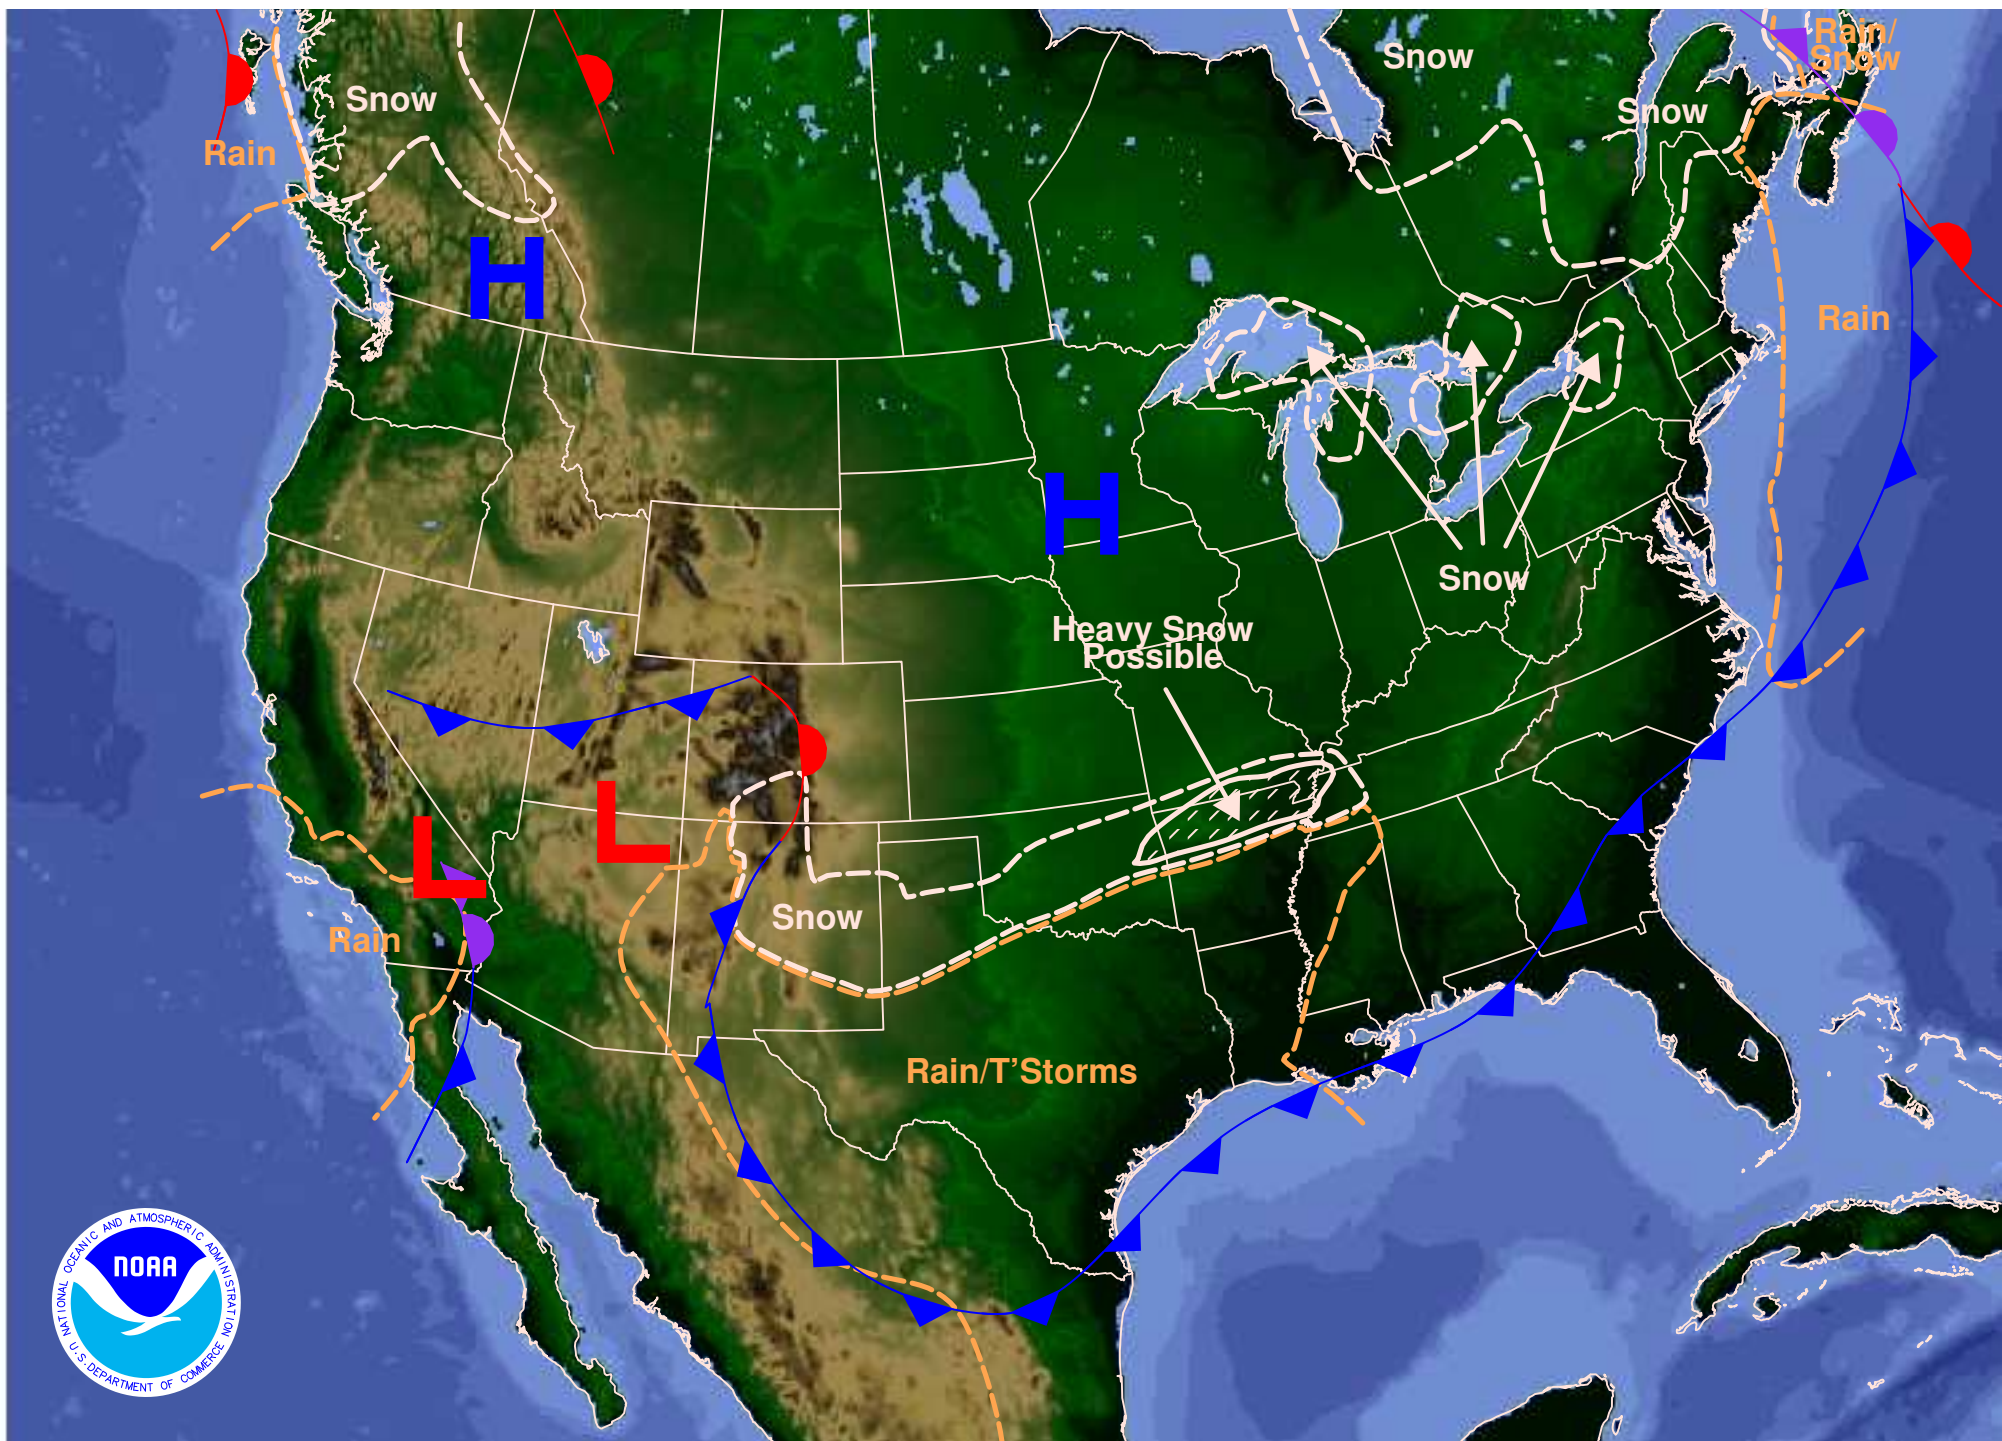 Rain/
Snow
Snow
Snow
Snow
Rain
Rain
Snow
Heavy Snow
Possible
Snow
Rain
Rain/T'Storms
H
H
L
L
NATIONAL OCEANIC AND ATMOSPHERIC ADMINISTRATION
NOAA
U.S. DEPARTMENT OF COMMERCE